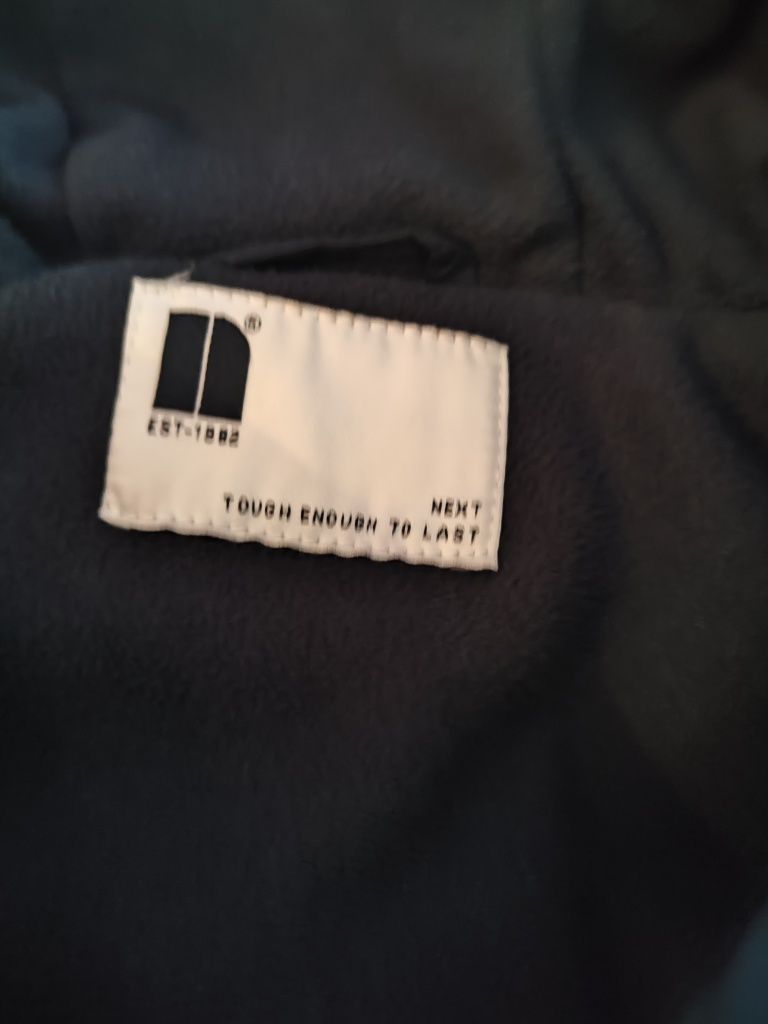 ®
EST-1982
NEXT
TOUGH ENOUGH TO LAST